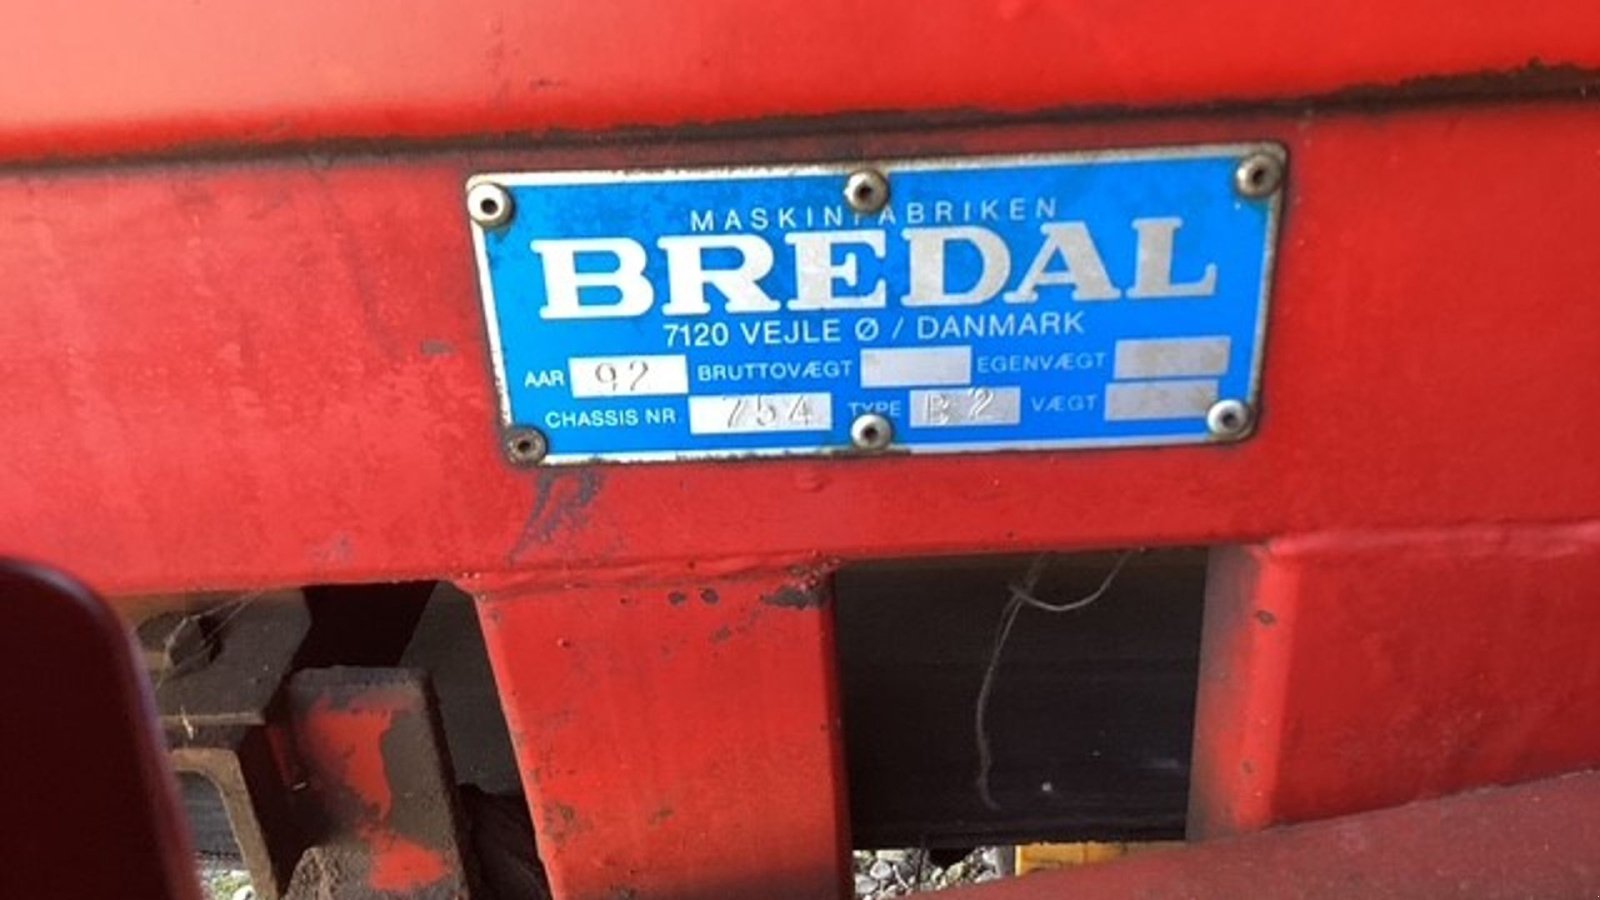 MASKINFABRIKEN
BREDAL
7120 VEJLE Ø / DANMARK
AAR 92 BRUTTOVÆGT EGENVÆGT
CHASSIS NR 754 TYPE B2 VÆGT